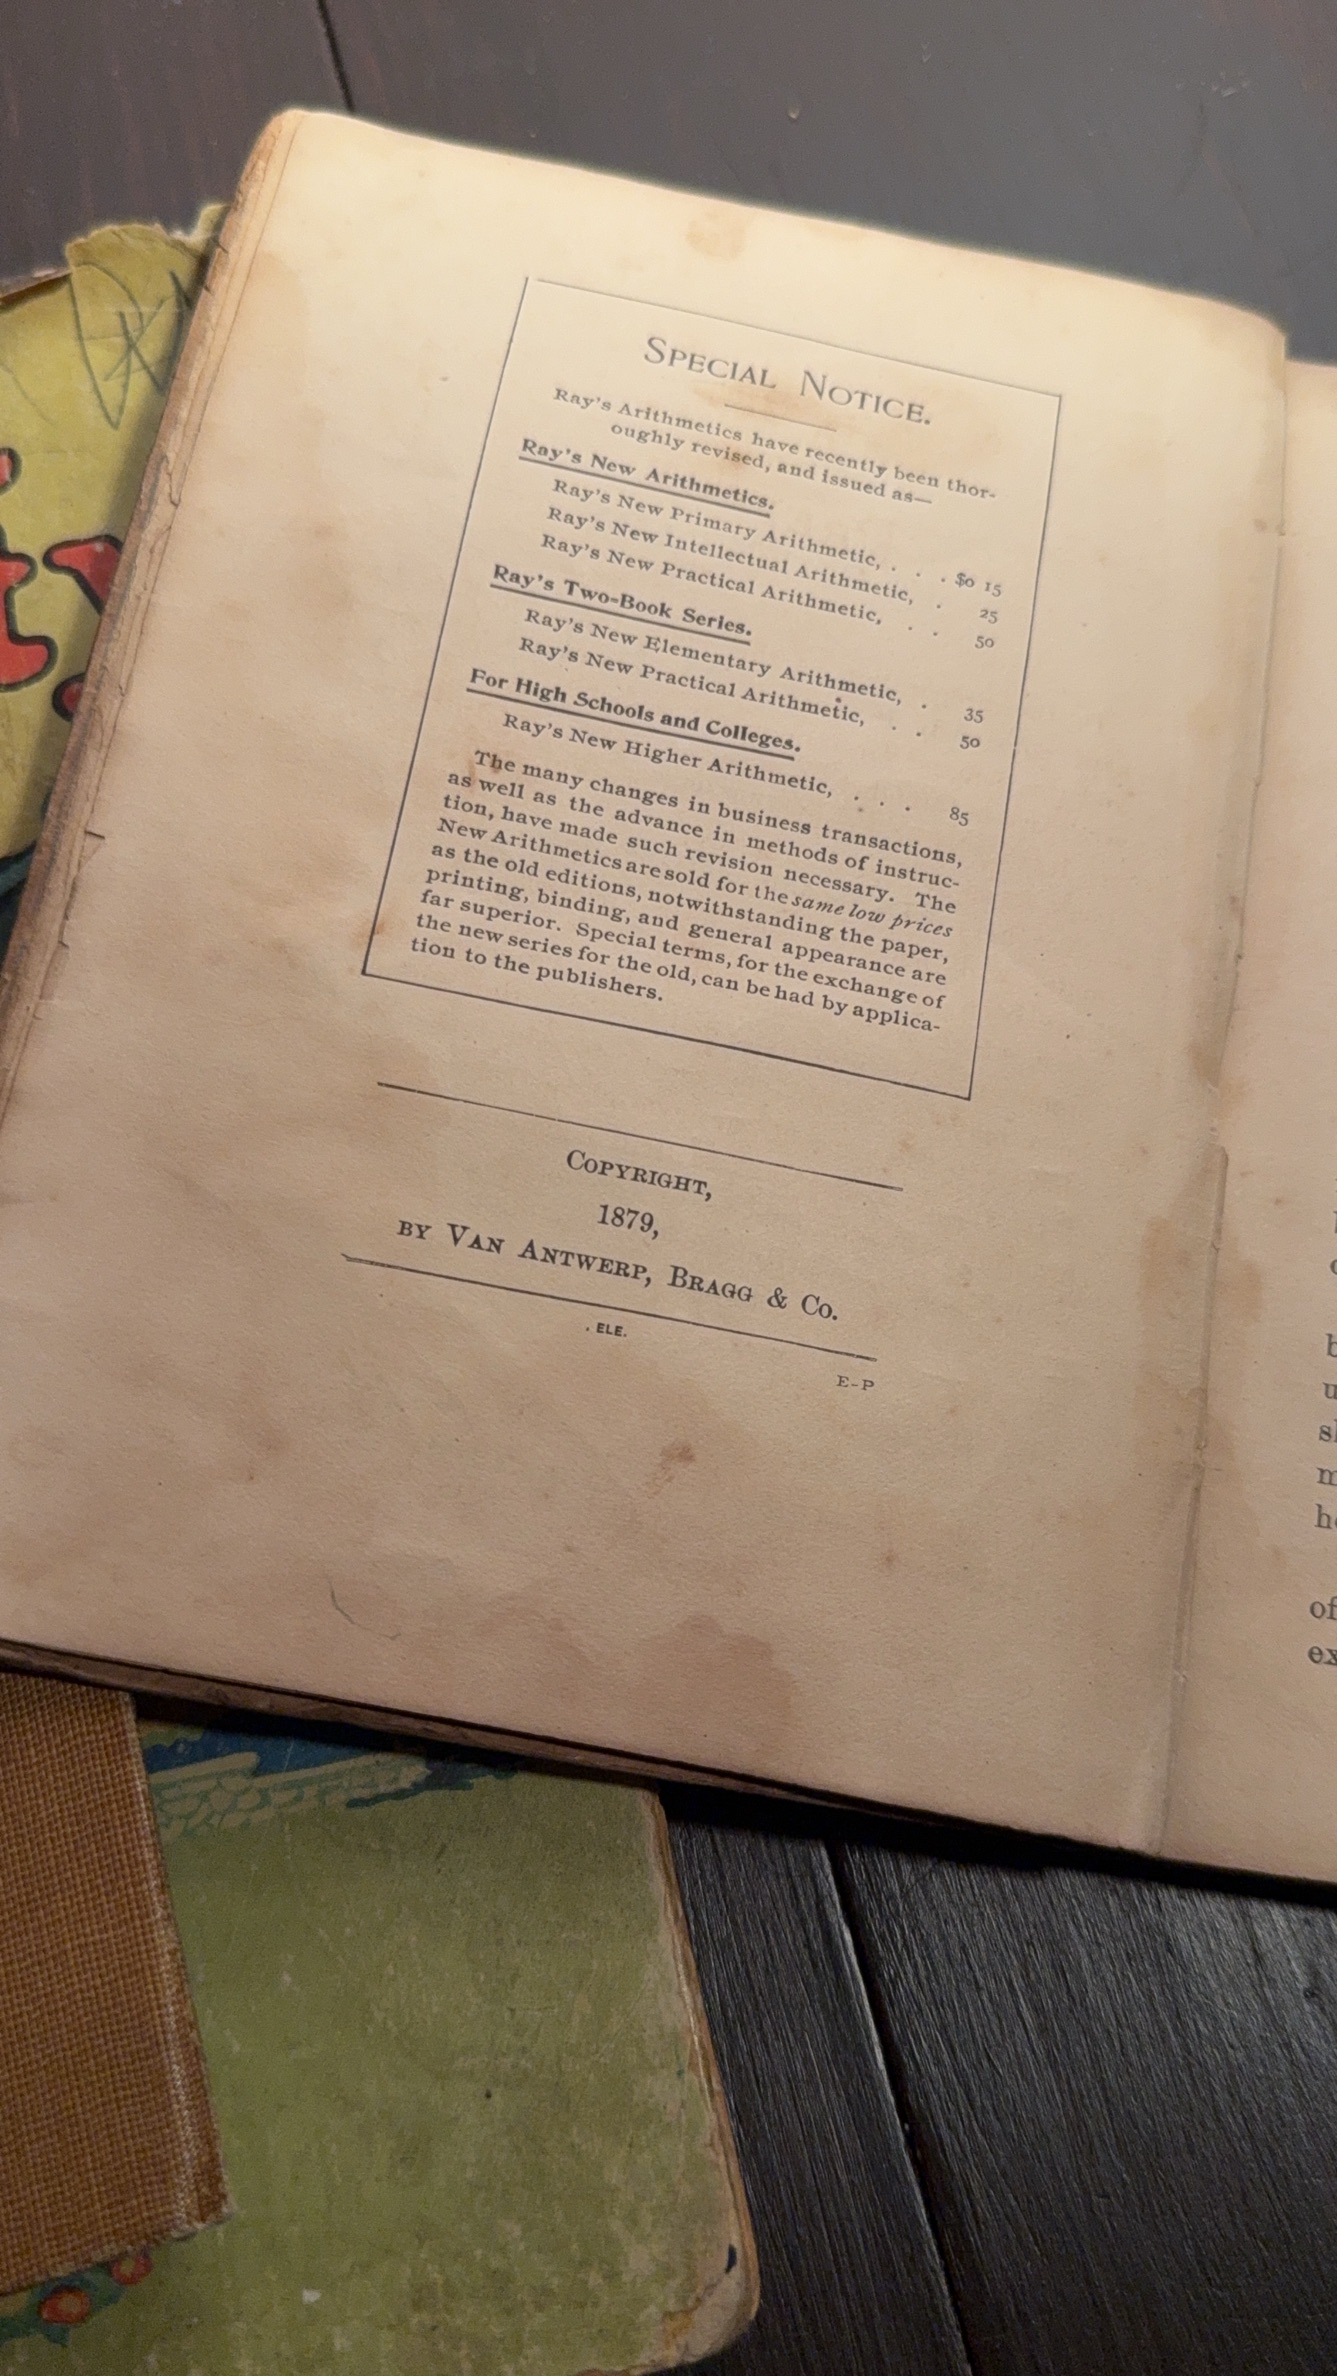 SPECIAL NOTICE.
Ray's Arithmetics have recently been thor-
oughly revised, and issued as—
Ray's New Arithmetics.
Ray's New Primary Arithmetic, . . . $0 15
Ray's New Intellectual Arithmetic, . 25
Ray's New Practical Arithmetic, . . 50
Ray's Two-Book Series.
Ray's New Elementary Arithmetic, . 35
Ray's New Practical Arithmetic, . . 50
For High Schools and Colleges.
Ray's New Higher Arithmetic, . . . 85
The many changes in business transactions,
as well as the advance in methods of instruc-
tion, have made such revision necessary. The
New Arithmetics are sold for the same low prices
as the old editions, notwithstanding the paper,
printing, binding, and general appearance are
far superior. Special terms, for the exchange of
the new series for the old, can be had by applica-
tion to the publishers.
COPYRIGHT,
1879,
BY VAN ANTWERP, BRAGG & CO.
. ELE.
E-P
of
ex